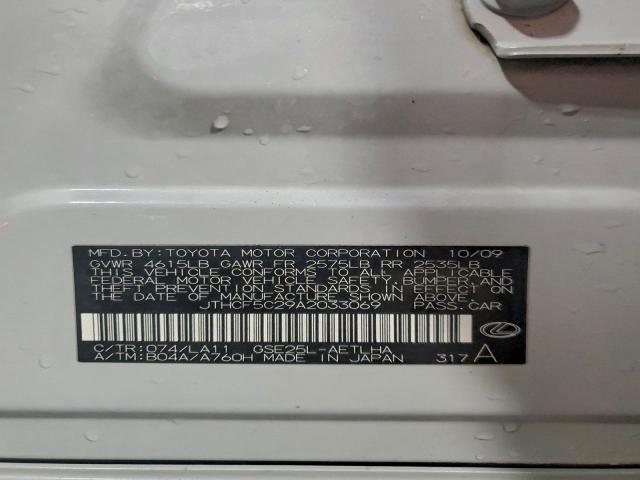 MFD. BY: TOYOTA MOTOR CORPORATION 10/09
GVWR 4615LB GAWR FR 2575LB RR 2535LB
THIS VEHICLE CONFORMS TO ALL APPLICABLE
FEDERAL MOTOR VEHICLE SAFETY, BUMPER, AND
THEFT PREVENTION STANDARDS IN EFFECT ON
THE DATE OF MANUFACTURE SHOWN ABOVE.
JTHCF5C29A2033069 PASS.CAR
C/TR:074/LA11 GSE25L-AETLHA
A/TM:B04A/A760H MADE IN JAPAN 317 A